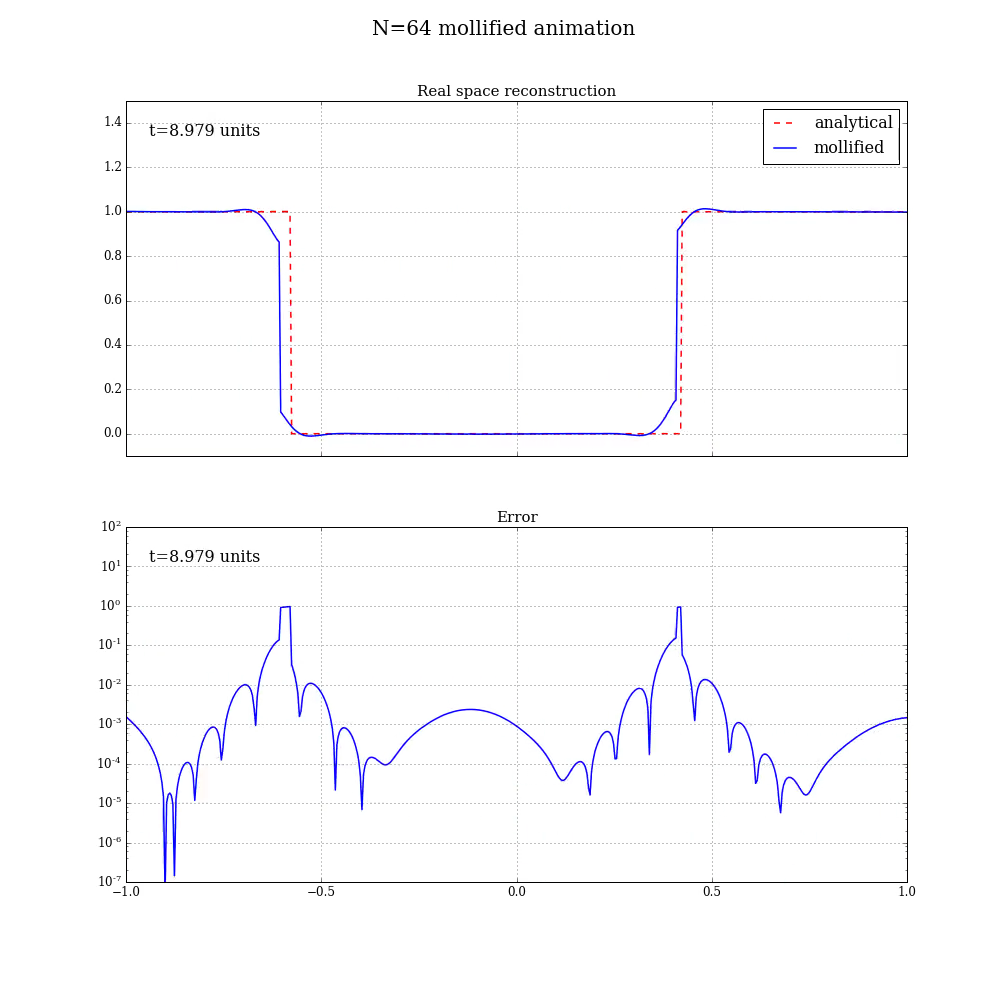 N=64 mollified animation
Real space reconstruction
t=8.979 units
analytical
mollified
1.4
1.2
1.0
0.8
0.6
0.4
0.2
0.0
Error
t=8.979 units
10²
10¹
10⁰
10⁻¹
10⁻²
10⁻³
10⁻⁴
10⁻⁵
10⁻⁶
10⁻⁷
−1.0 −0.5 0.0 0.5 1.0